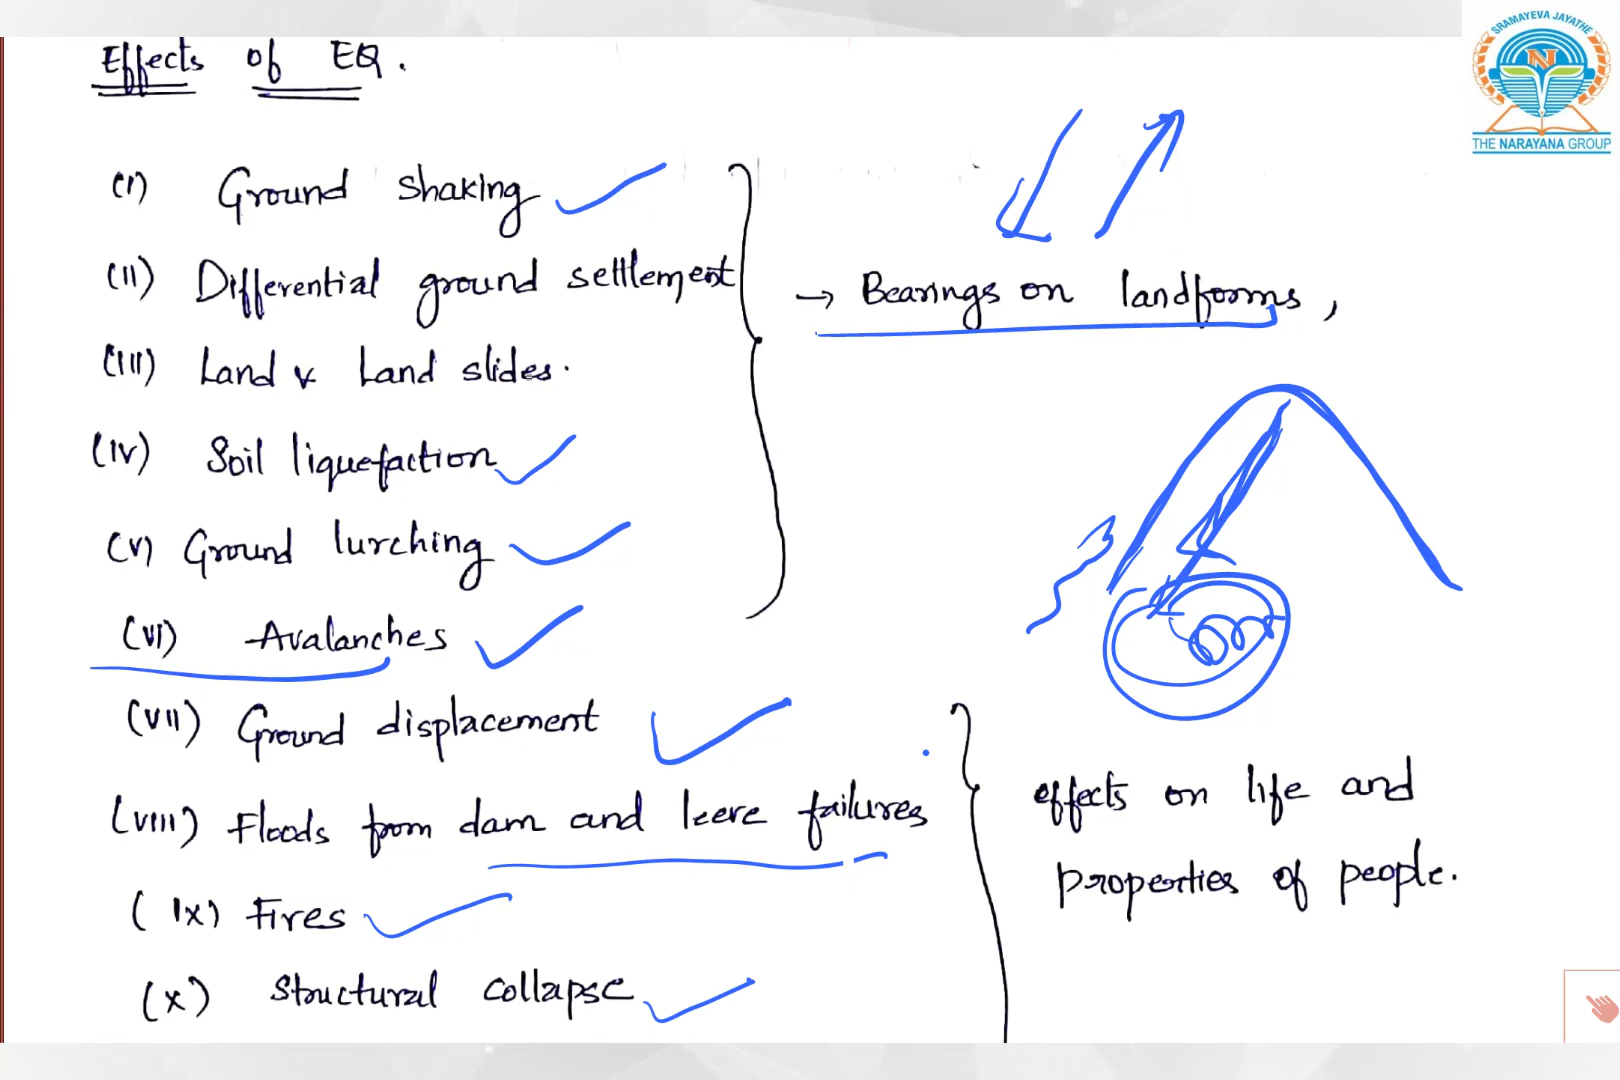 Effects of EQ.
SRAMAYEVA JAYATHE
N
THE NARAYANA GROUP
(I) Ground shaking
(II) Differential ground settlement
→ Bearings on landforms,
(III) Land & Land slides.
(IV) Soil liquefaction
(V) Ground lurching
(VI) Avalanches
(VII) Ground displacement
(VIII) Floods from dam and levee failures
effects on life and
properties of people.
(IX) Fires
(X) Structural collapse